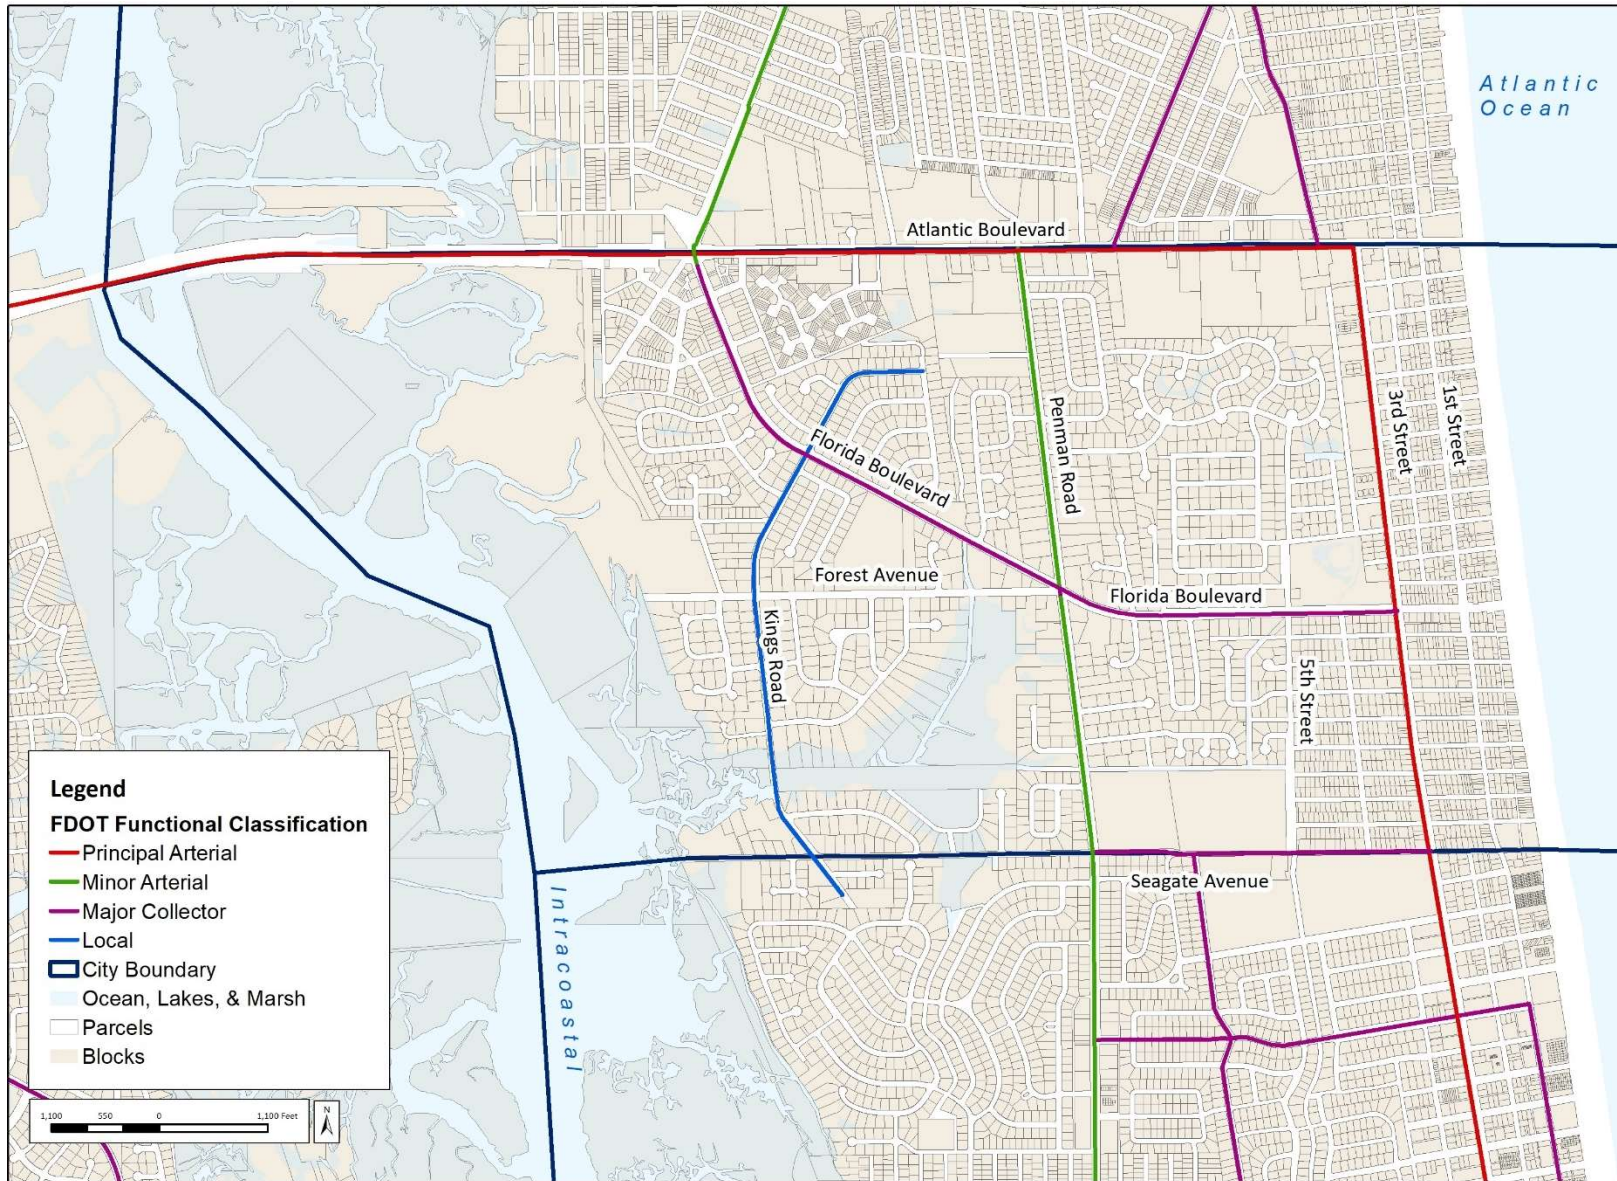 Atlantic
Ocean
Atlantic Boulevard
Florida Boulevard
Penman Road
3rd Street
1st Street
Forest Avenue
Florida Boulevard
Kings Road
5th Street
Seagate Avenue
Intracoastal
Legend
FDOT Functional Classification
Principal Arterial
Minor Arterial
Major Collector
Local
City Boundary
Ocean, Lakes, & Marsh
Parcels
Blocks
1,100 550 0 1,100 Feet
N